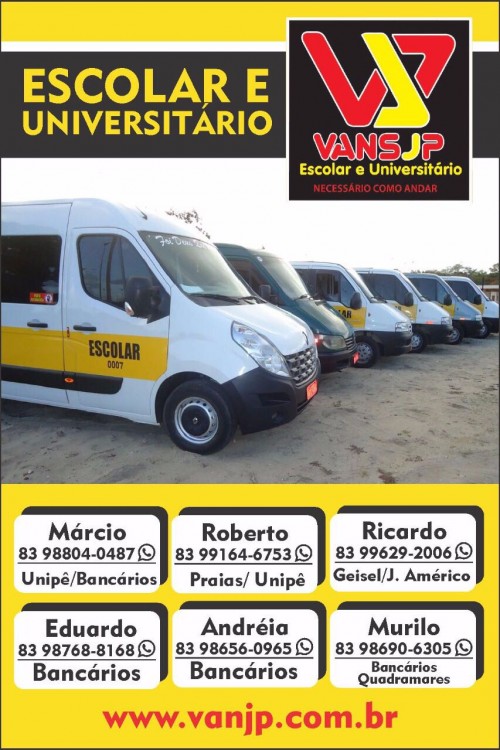 ESCOLAR E
UNIVERSITÁRIO
VANSJP
Escolar e Universitário
NECESSÁRIO COMO ANDAR
ESCOLAR
0007
Márcio
83 98804-0487
Unipê/Bancários
Roberto
83 99164-6753
Praias/ Unipê
Ricardo
83 99629-2006
Geisel/J. Américo
Eduardo
83 98768-8168
Bancários
Andréia
83 98656-0965
Bancários
Murilo
83 98690-6305
Bancários
Quadramares
www.vanjp.com.br